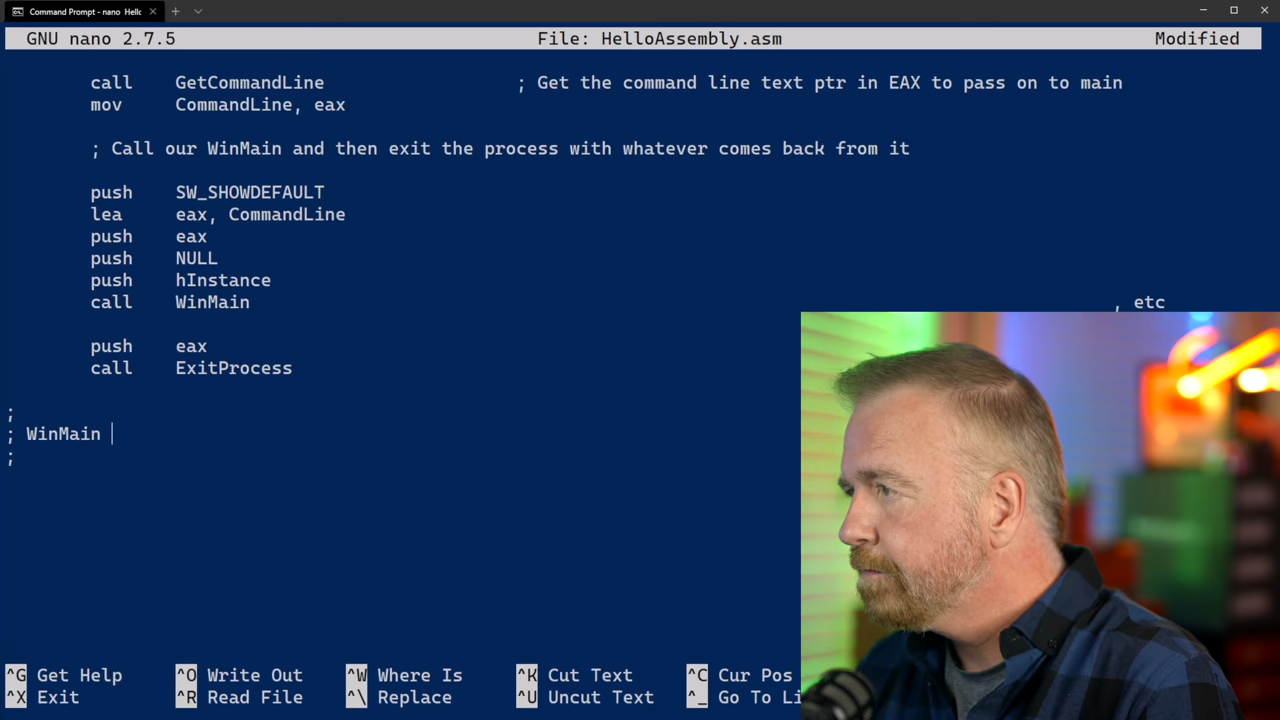 Command Prompt - nano Hello
GNU nano 2.7.5 File: HelloAssembly.asm Modified
call GetCommandLine ; Get the command line text ptr in EAX to pass on to main
mov CommandLine, eax
; Call our WinMain and then exit the process with whatever comes back from it
push SW_SHOWDEFAULT
lea eax, CommandLine
push eax
push NULL
push hInstance
call WinMain , etc
push eax
call ExitProcess
;
; WinMain
;
^G Get Help ^O Write Out ^W Where Is ^K Cut Text ^C Cur Pos
^X Exit ^R Read File ^\ Replace ^U Uncut Text ^_ Go To Li